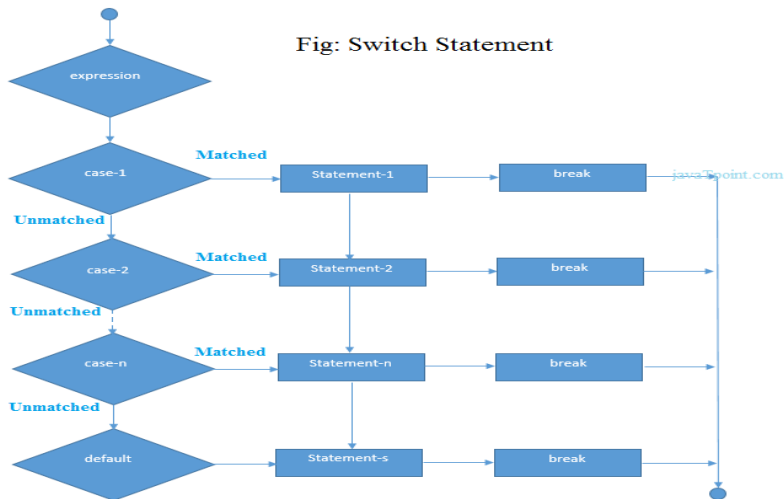 Fig: Switch Statement
expression
case-1
Matched
Statement-1
break
javaTpoint.com
Unmatched
case-2
Matched
Statement-2
break
Unmatched
case-n
Matched
Statement-n
break
Unmatched
default
Statement-s
break